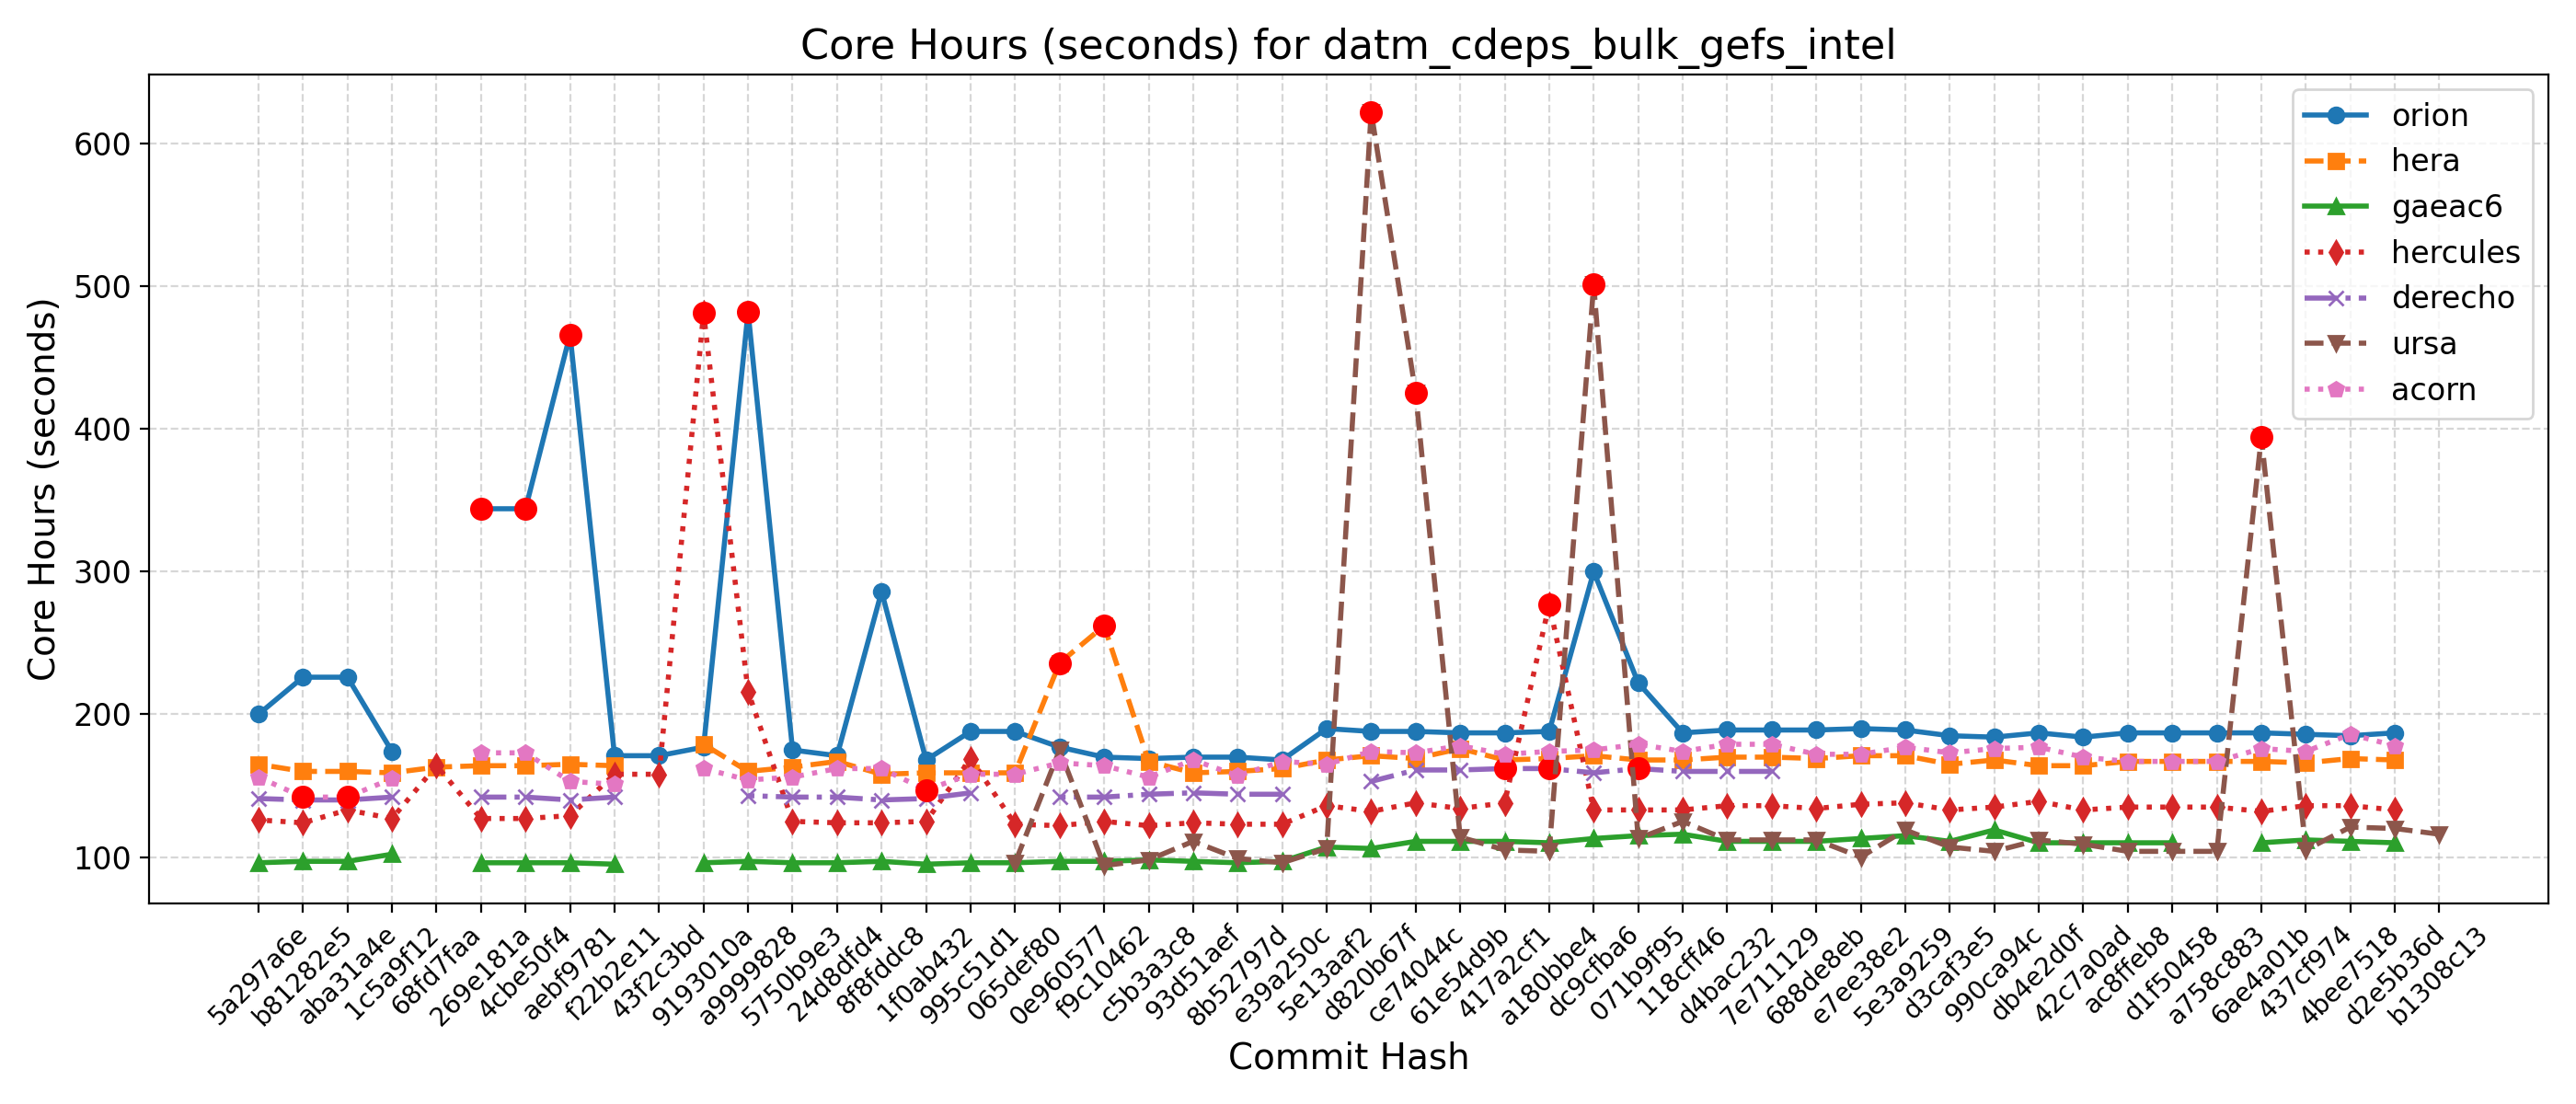 Core Hours (seconds) for datm_cdeps_bulk_gefs_intel
Core Hours (seconds)
600
500
400
300
200
100
orion
hera
gaeac6
hercules
derecho
ursa
acorn
5a297a6e
b81282e5
aba31a4e
1c5a9f12
68fd7faa
269e181a
4cbe50f4
aebf9781
f22b2e11
43f2c3bd
9193010a
a9999828
5750b9e3
24d8dfd4
8f8fddc8
1f0ab432
995c51d1
065def80
0e960577
f9c10462
c5b3a3c8
93d51aef
8b52797d
e39a250c
5e13aaf2
d820b67f
ce74044c
61e54d9b
417a2cf1
a180bbe4
dc9cfba6
071b9f95
118cff46
d4bac232
7e711129
688de8eb
e7ee38e2
5e3a9259
d3caf3e5
990ca94c
db4e2d0f
42c7a0ad
ac8ffeb8
d1f50458
a758c883
6ae4a01b
437cf974
4bee7518
d2e5b36d
b1308c13
Commit Hash